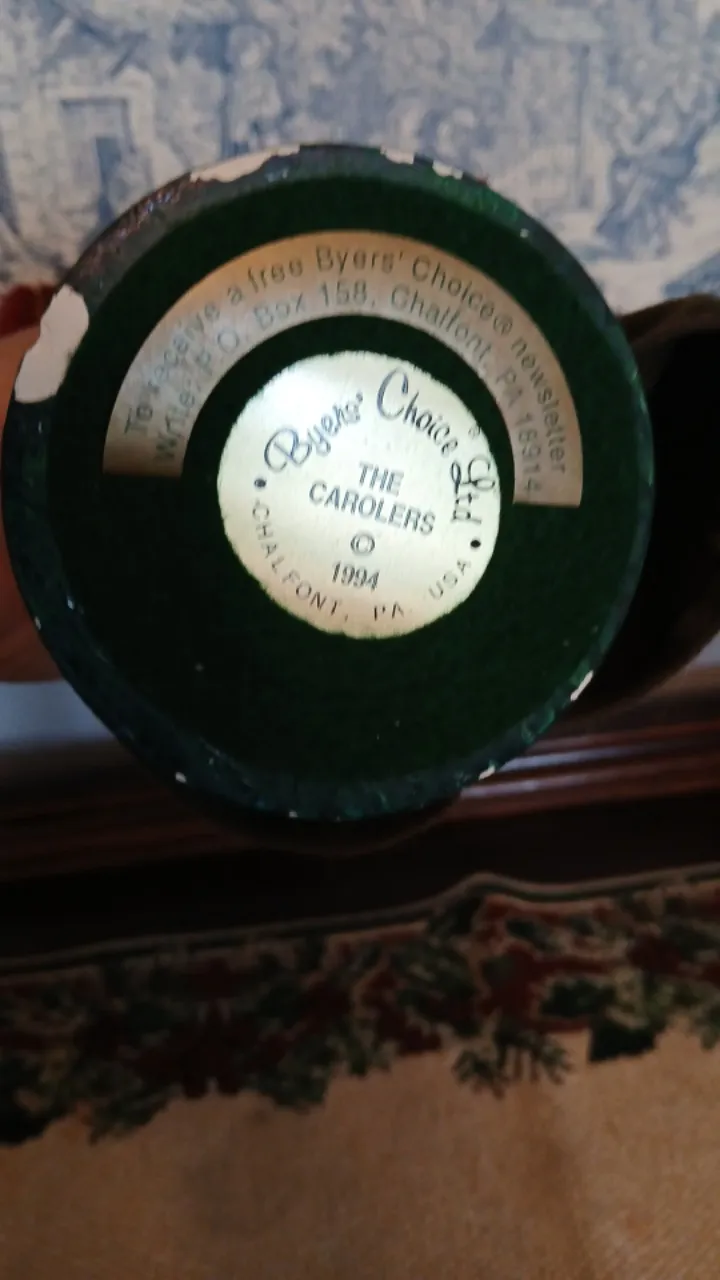 To receive a free Byers' Choice® newsletter
Write: P.O. Box 158, Chalfont, PA 18914
Byers' Choice Ltd
THE
CAROLERS
©
1994
CHALFONT, PA USA